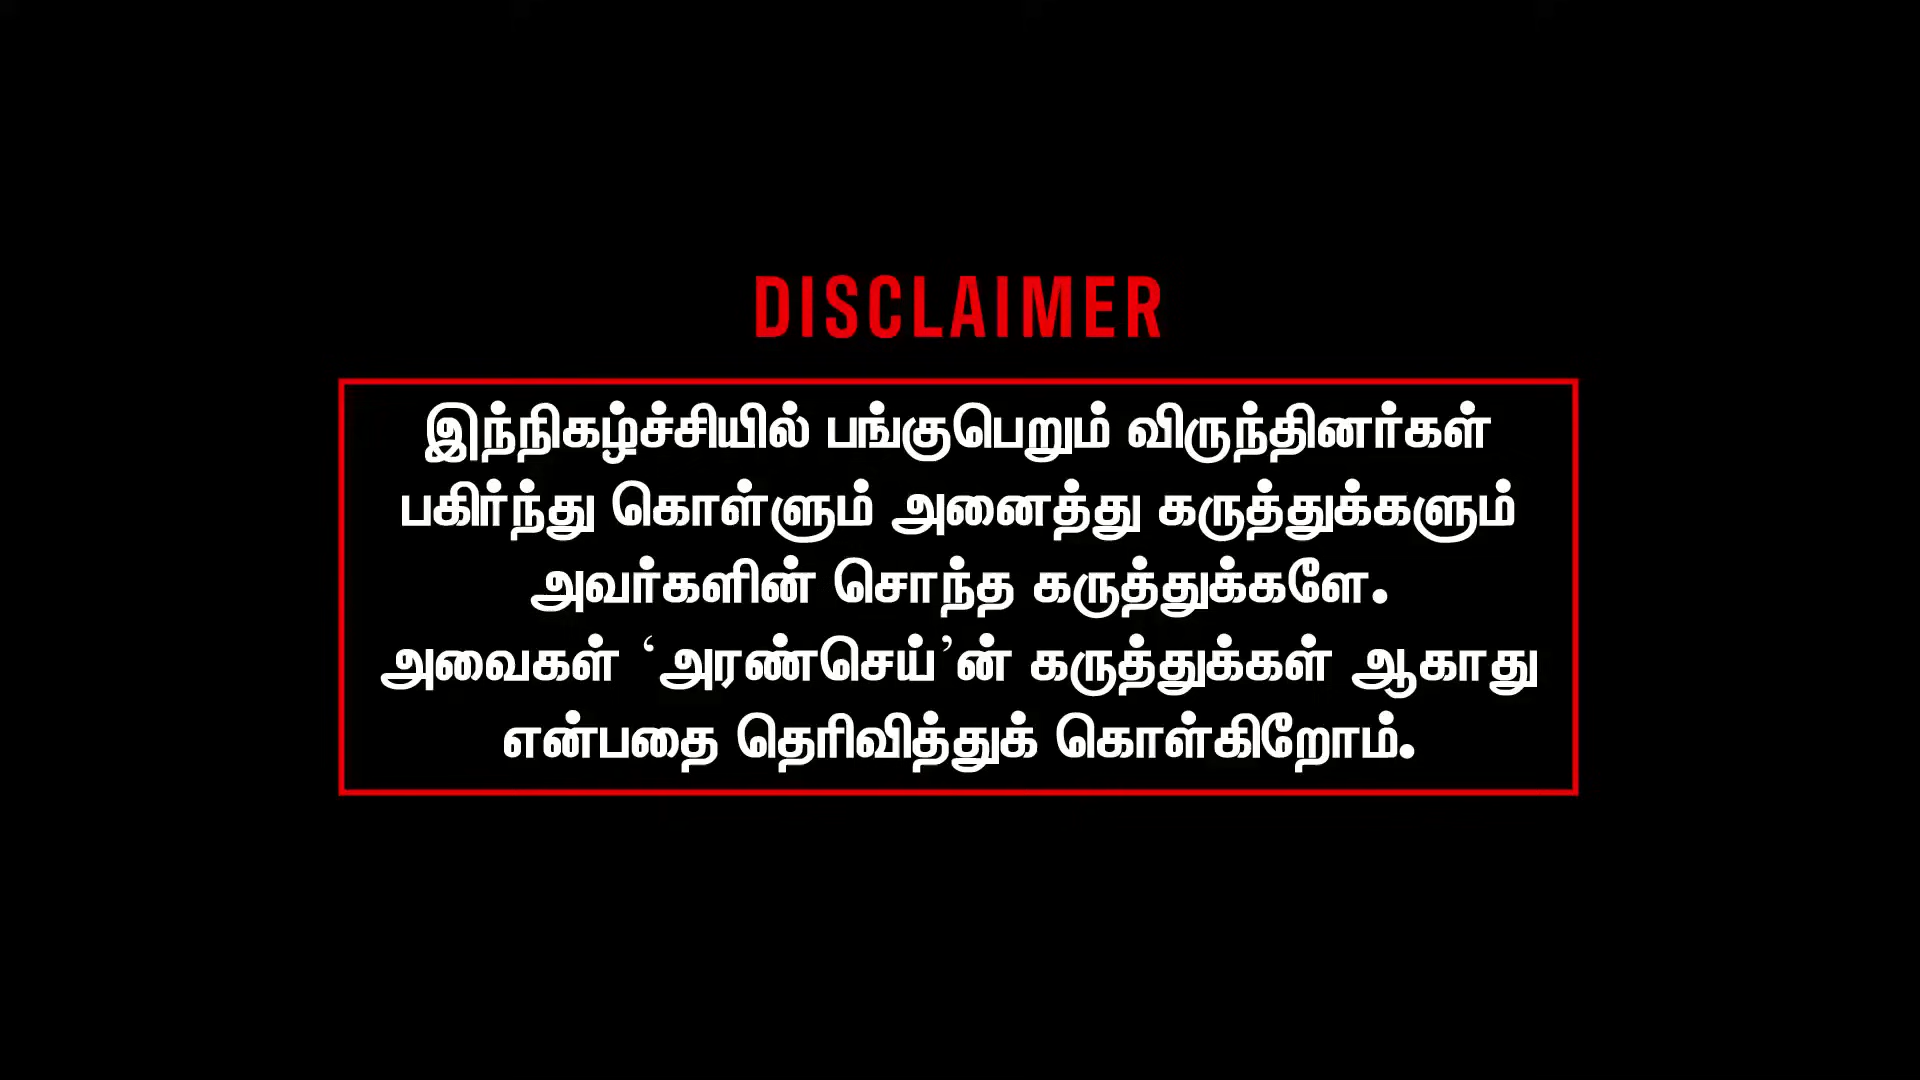 DISCLAIMER
இந்நிகழ்ச்சியில் பங்குபெறும் விருந்தினர்கள்
பகிர்ந்து கொள்ளும் அனைத்து கருத்துக்களும்
அவர்களின் சொந்த கருத்துக்களே.
அவைகள் ‘அரண்செய்’ன் கருத்துக்கள் ஆகாது
என்பதை தெரிவித்துக் கொள்கிறோம்.